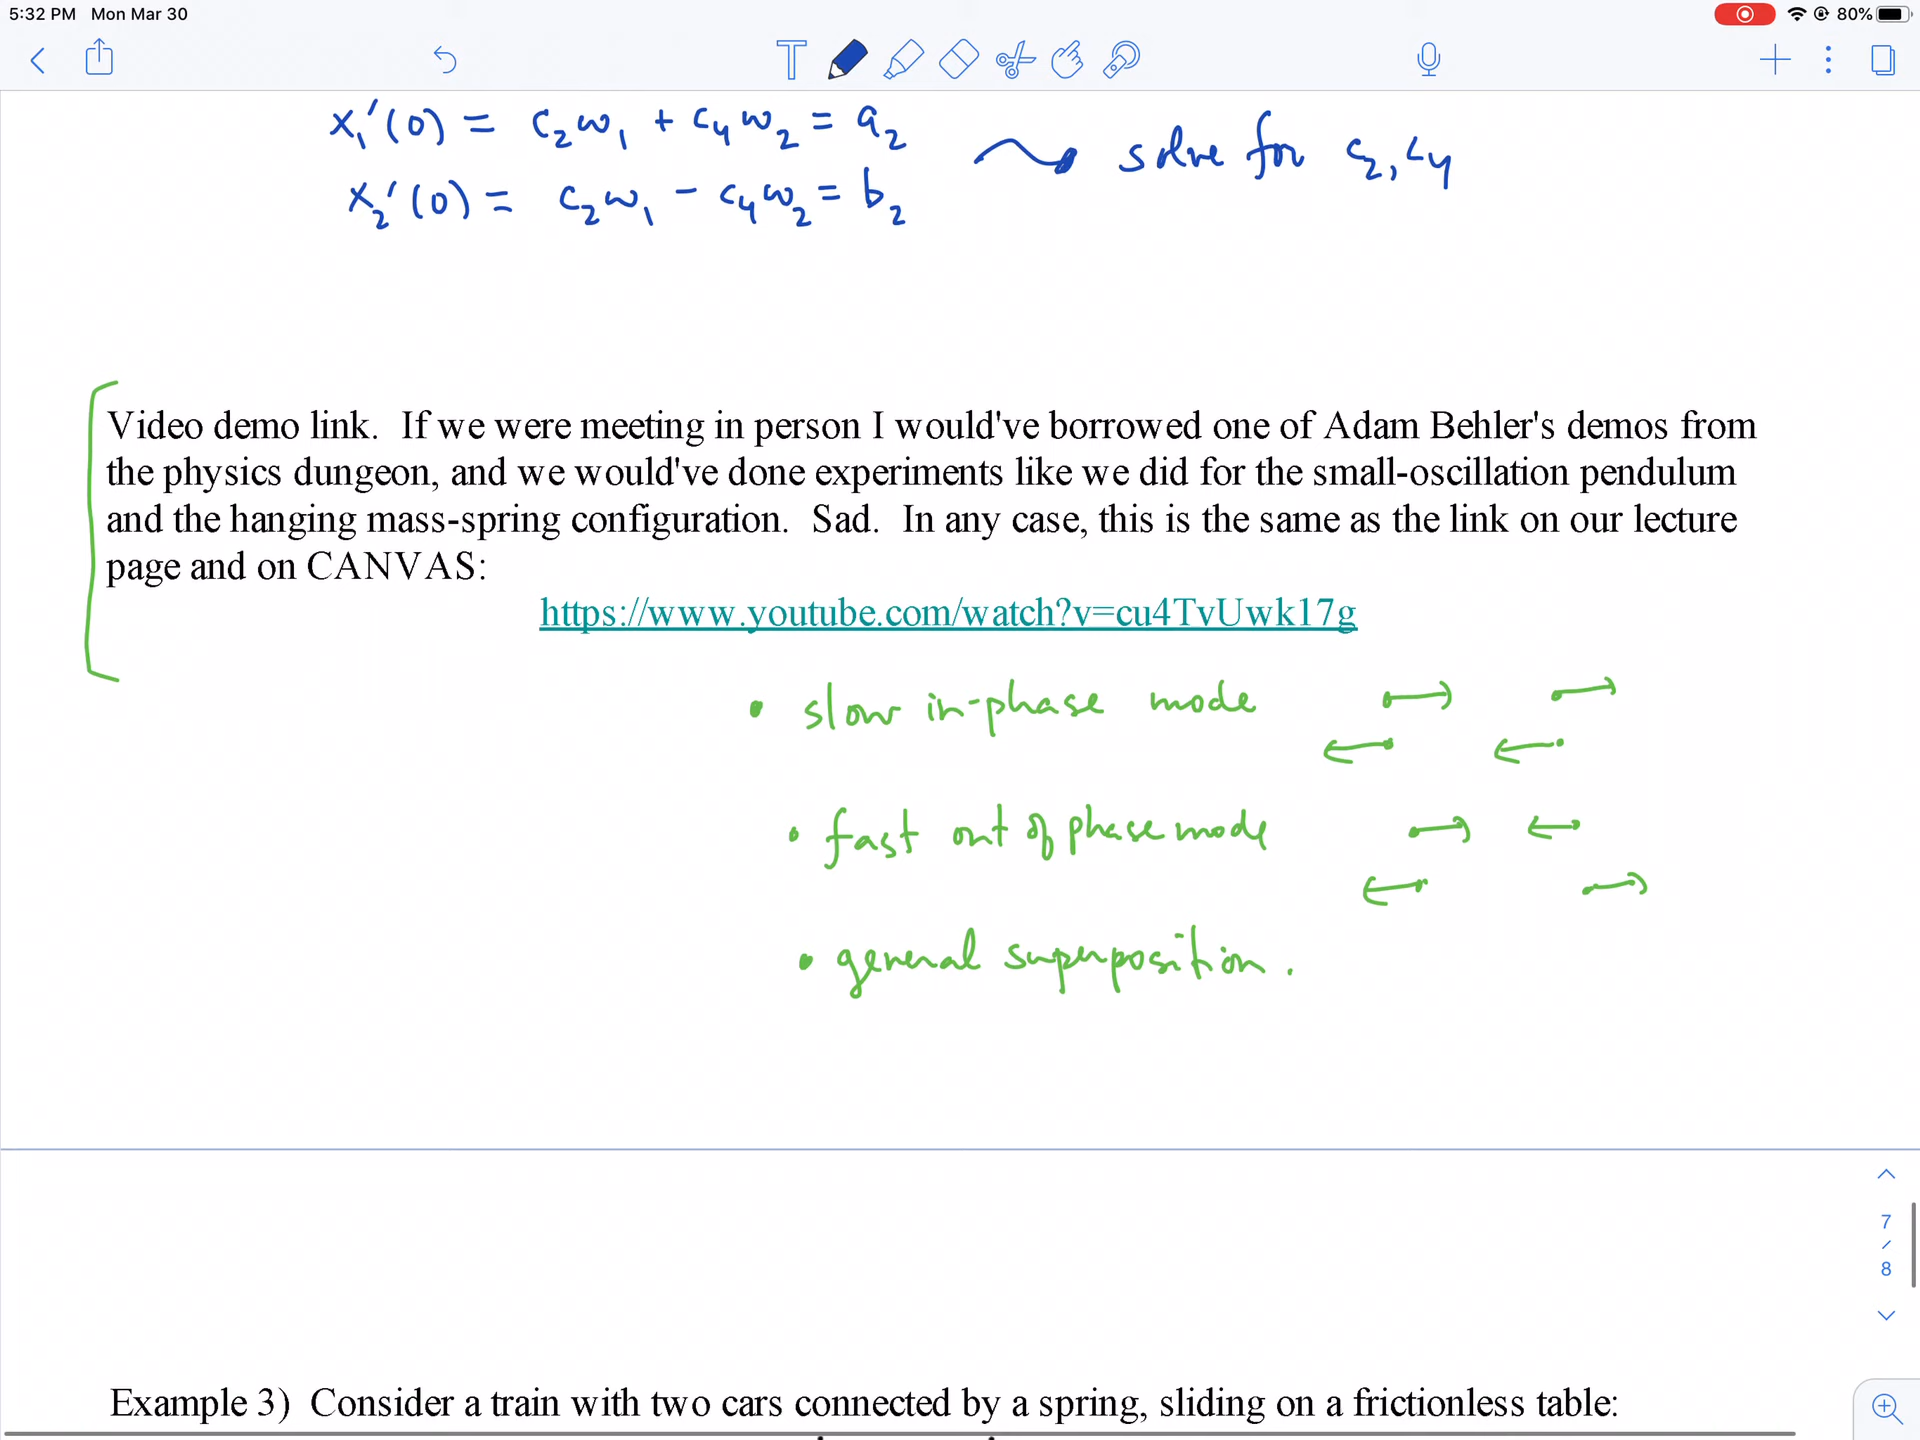 5:32 PM Mon Mar 30
80%
x₁'(0) = c₂ω₁ + c₄ω₂ = a₂
x₂'(0) = c₂ω₁ - c₄ω₂ = b₂
solve for c₂, c₄
Video demo link. If we were meeting in person I would've borrowed one of Adam Behler's demos from
the physics dungeon, and we would've done experiments like we did for the small-oscillation pendulum
and the hanging mass-spring configuration. Sad. In any case, this is the same as the link on our lecture
page and on CANVAS:
https://www.youtube.com/watch?v=cu4TvUwk17g
• slow in-phase mode
• fast out of phase mode
• general superposition.
7
/
8
Example 3) Consider a train with two cars connected by a spring, sliding on a frictionless table: